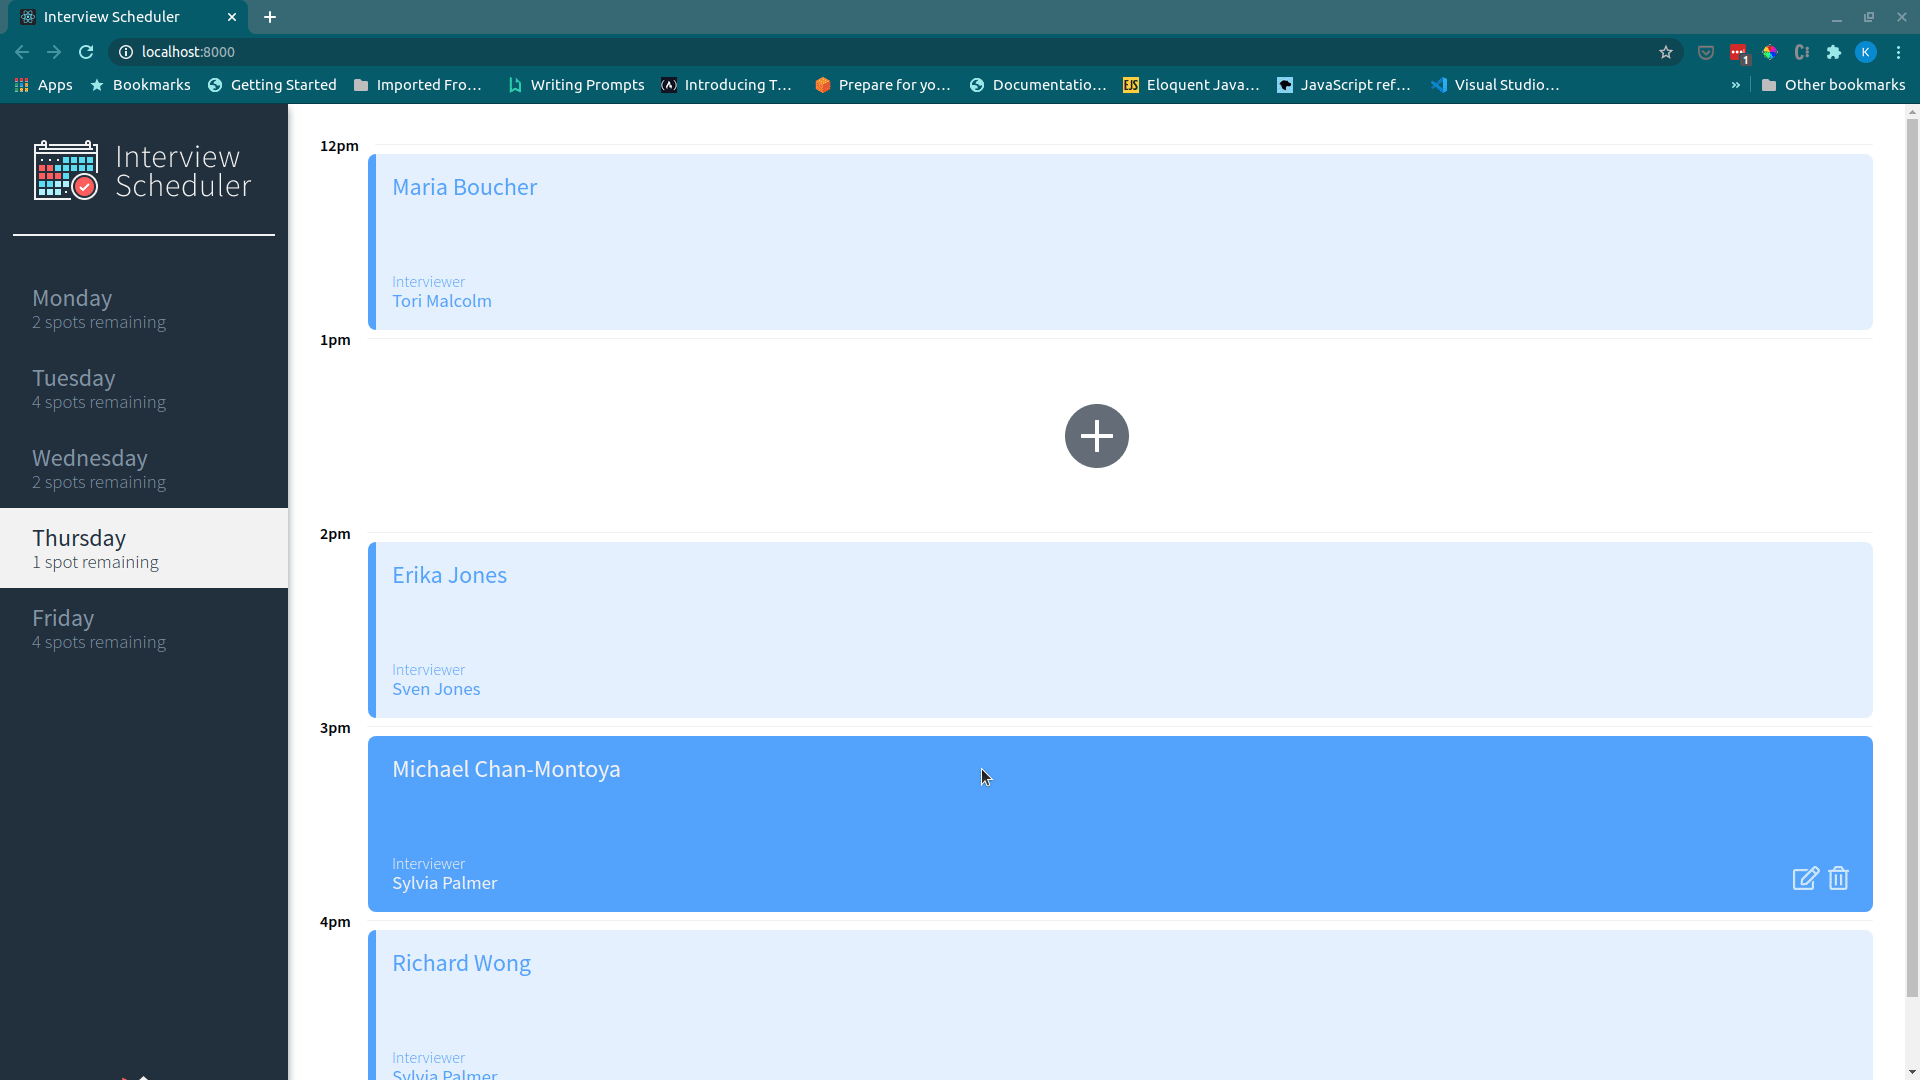 Interview Scheduler
localhost:8000
1
K
Apps
Bookmarks
Getting Started
Imported Fro...
Writing Prompts
Introducing T...
Prepare for yo...
Documentatio...
EJS
Eloquent Java...
JavaScript ref...
Visual Studio...
»
Other bookmarks
Interview
Scheduler
Monday
2 spots remaining
Tuesday
4 spots remaining
Wednesday
2 spots remaining
Thursday
1 spot remaining
Friday
4 spots remaining
12pm
Maria Boucher
Interviewer
Tori Malcolm
1pm
2pm
Erika Jones
Interviewer
Sven Jones
3pm
Michael Chan-Montoya
Interviewer
Sylvia Palmer
4pm
Richard Wong
Interviewer
Sylvia Palmer